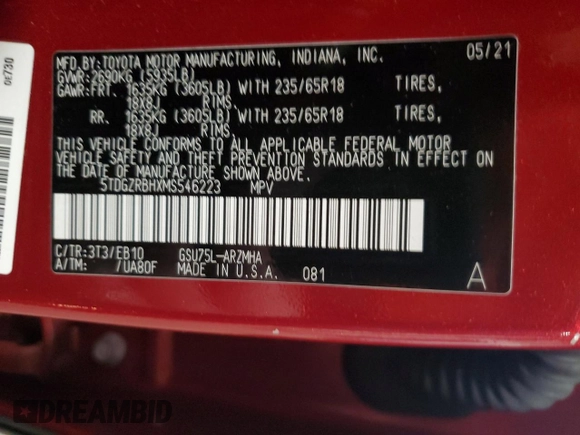 MFD.BY:TOYOTA MOTOR MANUFACTURING, INDIANA, INC. 05/21
GVWR:2690KG (5935LB)
GAWR:FRT. 1635KG (3605LB) WITH 235/65R18 TIRES,
18X8J RIMS,
RR. 1635KG (3605LB) WITH 235/65R18 TIRES,
18X8J RIMS,
THIS VEHICLE CONFORMS TO ALL APPLICABLE FEDERAL MOTOR
VEHICLE SAFETY AND THEFT PREVENTION STANDARDS IN EFFECT ON
THE DATE OF MANUFACTURE SHOWN ABOVE.
5TDGZRBHXMS546223 MPV
C/TR:3T3/EB10 GSU75L-ARZMHA
A/TM: /UA80F MADE IN U.S.A. 081
A
0E730
DREAMBID